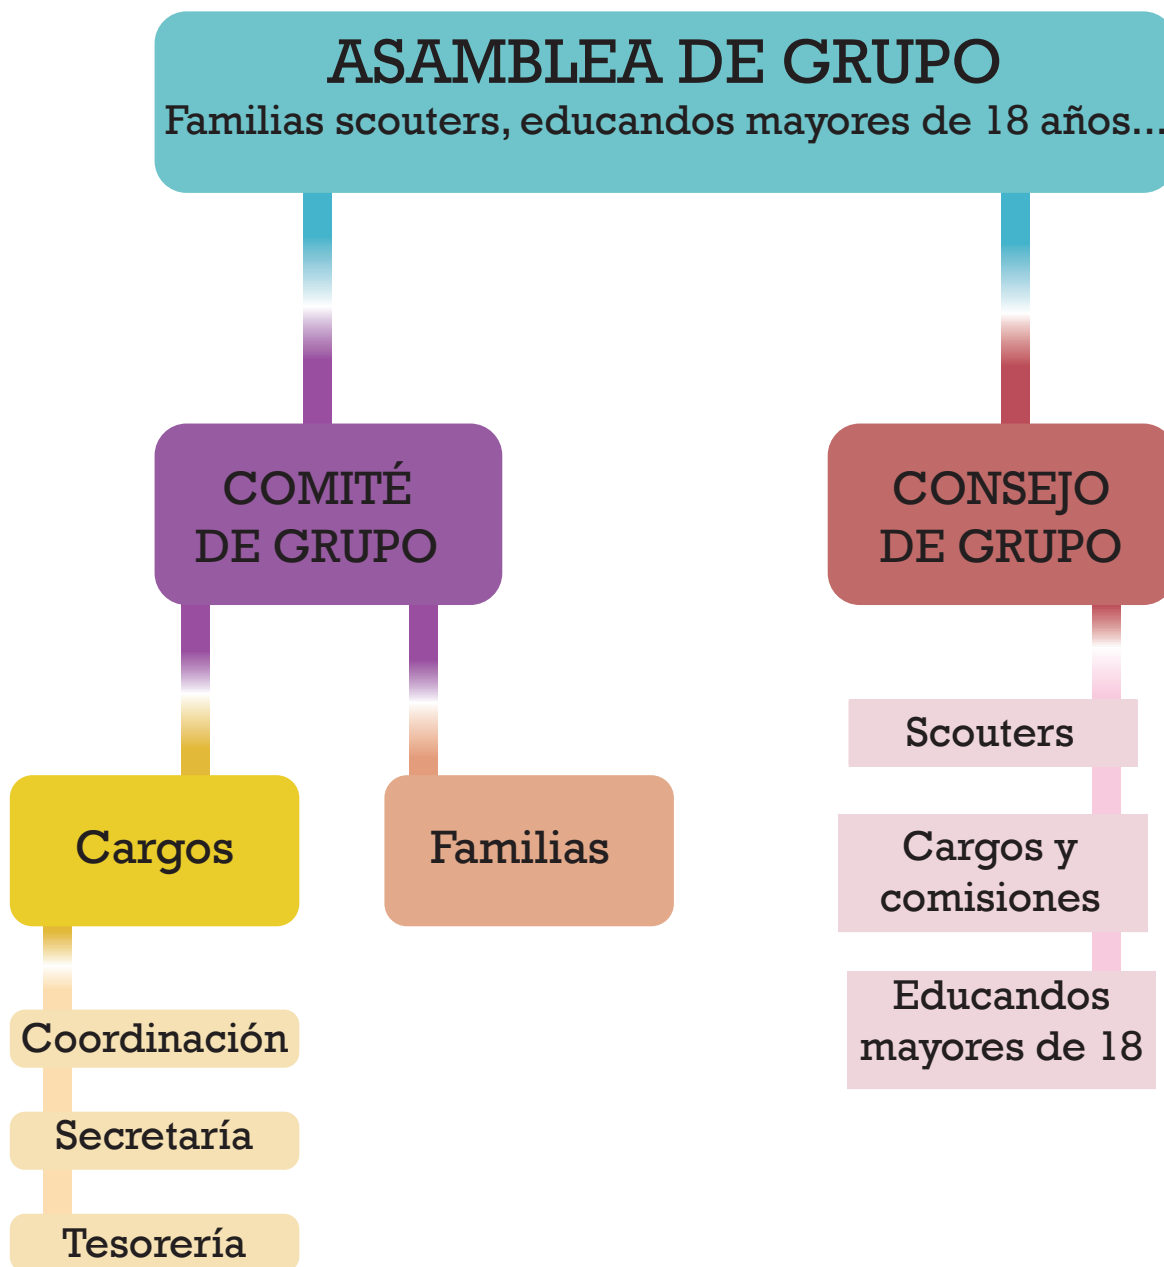 ASAMBLEA DE GRUPO
Familias scouters, educandos mayores de 18 años...
COMITÉ
DE GRUPO
CONSEJO
DE GRUPO
Cargos
Familias
Coordinación
Secretaría
Tesorería
Scouters
Cargos y
comisiones
Educandos
mayores de 18